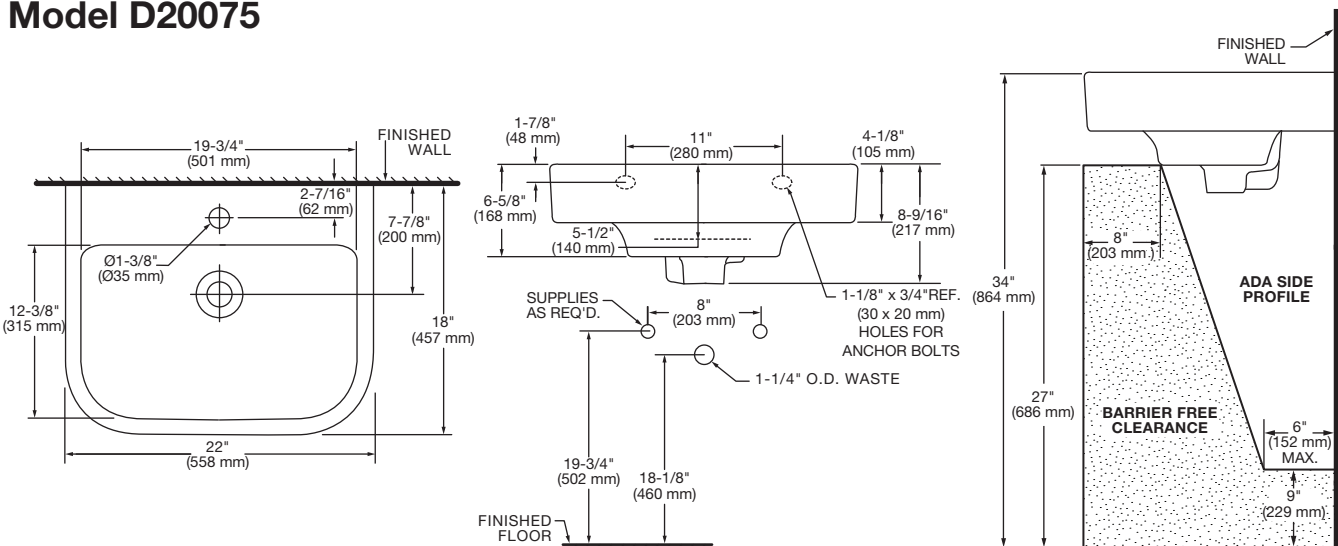 Model D20075
FINISHED
WALL
19-3/4"
(501 mm)
2-7/16"
(62 mm)
7-7/8"
(200 mm)
Ø1-3/8"
(Ø35 mm)
12-3/8"
(315 mm)
18"
(457 mm)
22"
(558 mm)
1-7/8"
(48 mm)
11"
(280 mm)
4-1/8"
(105 mm)
6-5/8"
(168 mm)
5-1/2"
(140 mm)
8-9/16"
(217 mm)
SUPPLIES
AS REQ'D.
8"
(203 mm)
1-1/8" x 3/4"REF.
(30 x 20 mm)
HOLES FOR
ANCHOR BOLTS
1-1/4" O.D. WASTE
19-3/4"
(502 mm)
18-1/8"
(460 mm)
FINISHED
FLOOR
FINISHED
WALL
8"
(203 mm )
34"
(864 mm)
ADA SIDE
PROFILE
27"
(686 mm)
BARRIER FREE
CLEARANCE
6"
(152 mm)
MAX.
9"
(229 mm)